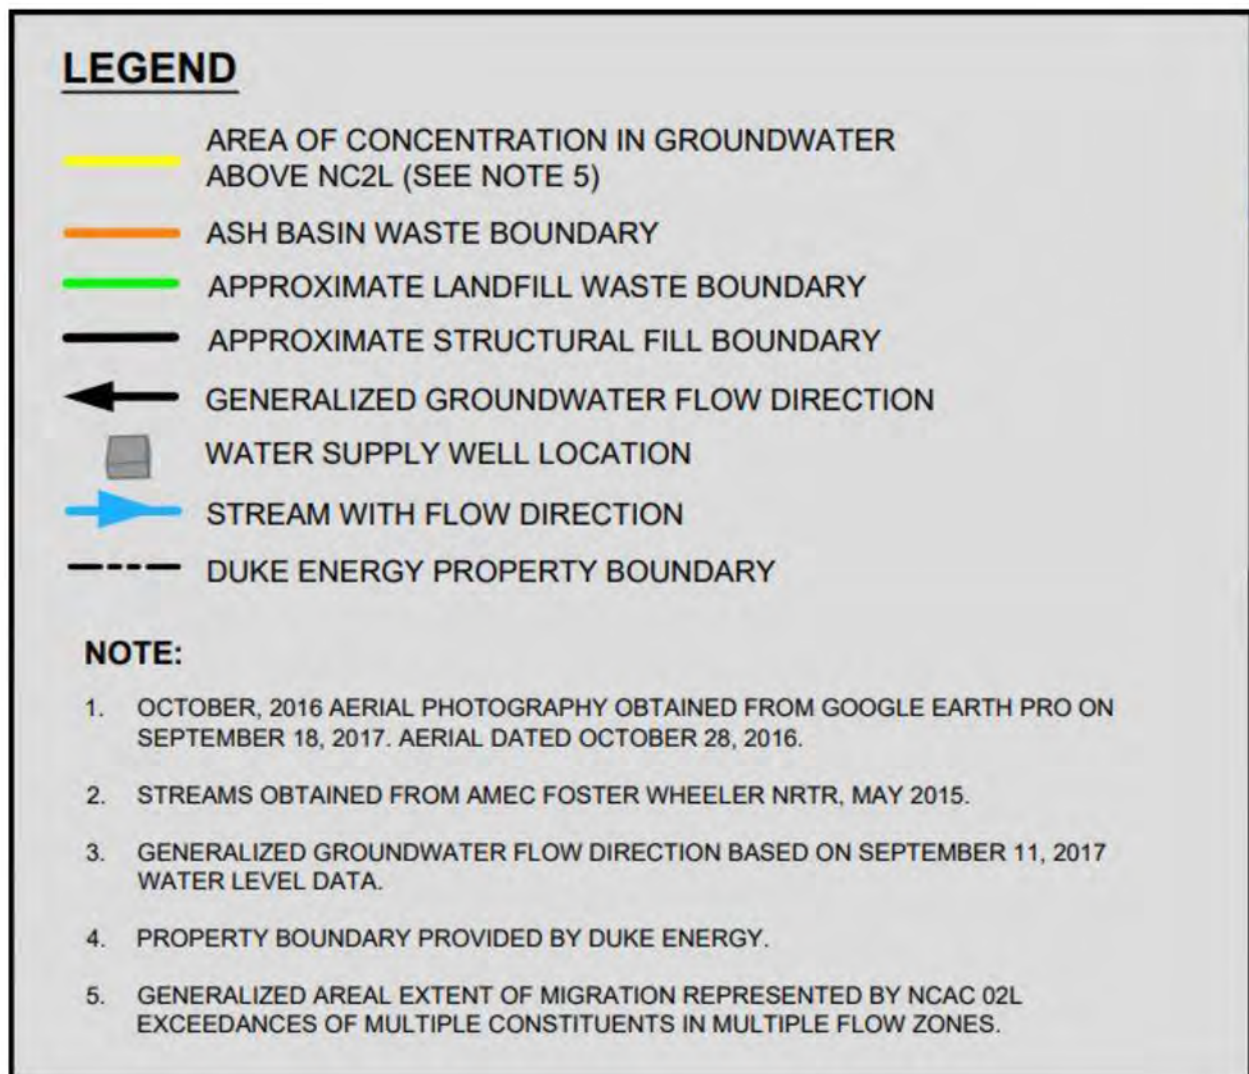 LEGEND
AREA OF CONCENTRATION IN GROUNDWATER
ABOVE NC2L (SEE NOTE 5)
ASH BASIN WASTE BOUNDARY
APPROXIMATE LANDFILL WASTE BOUNDARY
APPROXIMATE STRUCTURAL FILL BOUNDARY
GENERALIZED GROUNDWATER FLOW DIRECTION
WATER SUPPLY WELL LOCATION
STREAM WITH FLOW DIRECTION
DUKE ENERGY PROPERTY BOUNDARY
NOTE:
1. OCTOBER, 2016 AERIAL PHOTOGRAPHY OBTAINED FROM GOOGLE EARTH PRO ON
SEPTEMBER 18, 2017. AERIAL DATED OCTOBER 28, 2016.
2. STREAMS OBTAINED FROM AMEC FOSTER WHEELER NRTR, MAY 2015.
3. GENERALIZED GROUNDWATER FLOW DIRECTION BASED ON SEPTEMBER 11, 2017
WATER LEVEL DATA.
4. PROPERTY BOUNDARY PROVIDED BY DUKE ENERGY.
5. GENERALIZED AREAL EXTENT OF MIGRATION REPRESENTED BY NCAC 02L
EXCEEDANCES OF MULTIPLE CONSTITUENTS IN MULTIPLE FLOW ZONES.